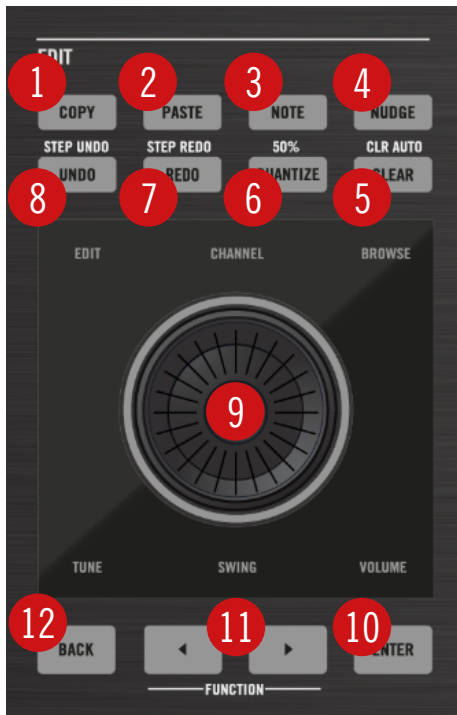 EDIT
1 2 3 4
COPY PASTE NOTE NUDGE
STEP UNDO STEP REDO 50% CLR AUTO
UNDO REDO QUANTIZE CLEAR
8 7 6 5
EDIT CHANNEL BROWSE
9
TUNE SWING VOLUME
12 11 10
BACK ENTER
FUNCTION